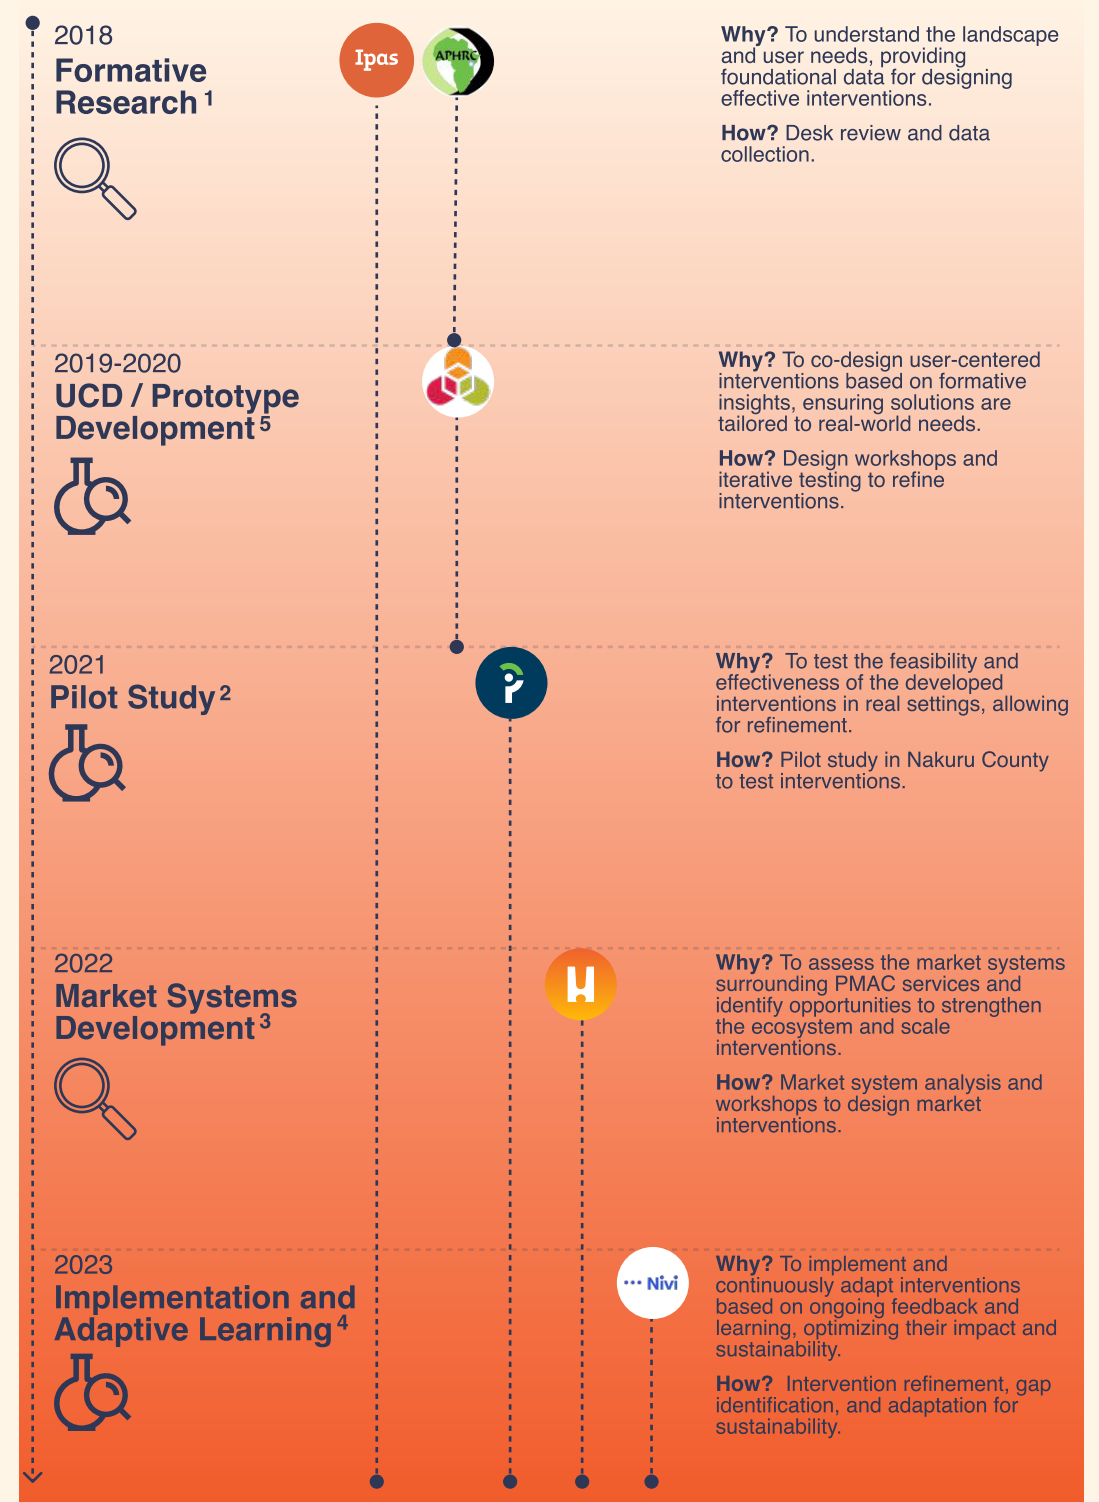 2018
Formative
Research 1
Ipas
APHRC
Why? To understand the landscape
and user needs, providing
foundational data for designing
effective interventions.
How? Desk review and data
collection.
2019-2020
UCD / Prototype
Development 5
Why? To co-design user-centered
interventions based on formative
insights, ensuring solutions are
tailored to real-world needs.
How? Design workshops and
iterative testing to refine
interventions.
2021
Pilot Study 2
Why? To test the feasibility and
effectiveness of the developed
interventions in real settings, allowing
for refinement.
How? Pilot study in Nakuru County
to test interventions.
2022
Market Systems
Development 3
Why? To assess the market systems
surrounding PMAC services and
identify opportunities to strengthen
the ecosystem and scale
interventions.
How? Market system analysis and
workshops to design market
interventions.
2023
Implementation and
Adaptive Learning 4
••• Nivi
Why? To implement and
continuously adapt interventions
based on ongoing feedback and
learning, optimizing their impact and
sustainability.
How? Intervention refinement, gap
identification, and adaptation for
sustainability.